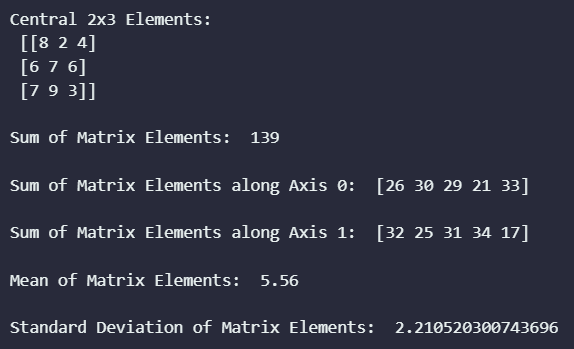 Central 2x3 Elements:
[[8 2 4]
[6 7 6]
[7 9 3]]
Sum of Matrix Elements:  139
Sum of Matrix Elements along Axis 0:  [26 30 29 21 33]
Sum of Matrix Elements along Axis 1:  [32 25 31 34 17]
Mean of Matrix Elements:  5.56
Standard Deviation of Matrix Elements:  2.210520300743696